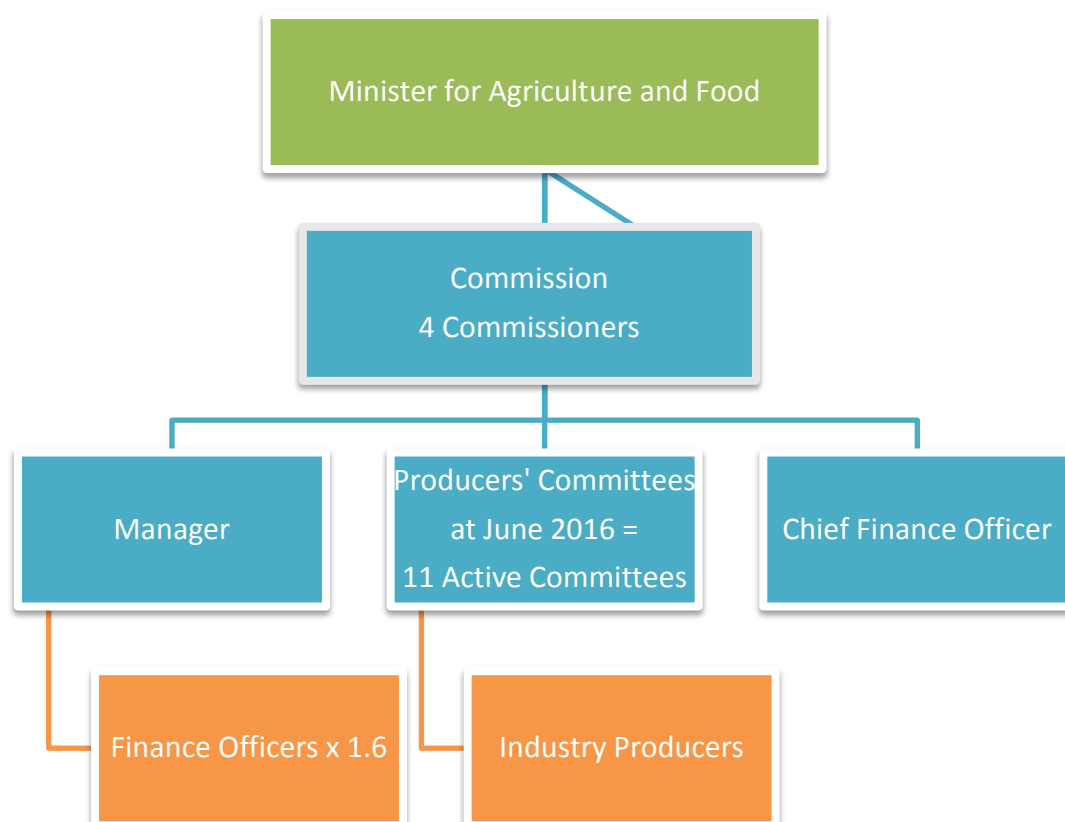 Minister for Agriculture and Food
Commission
4 Commissioners
Manager
Producers' Committees
at June 2016 =
11 Active Committees
Chief Finance Officer
Finance Officers x 1.6
Industry Producers